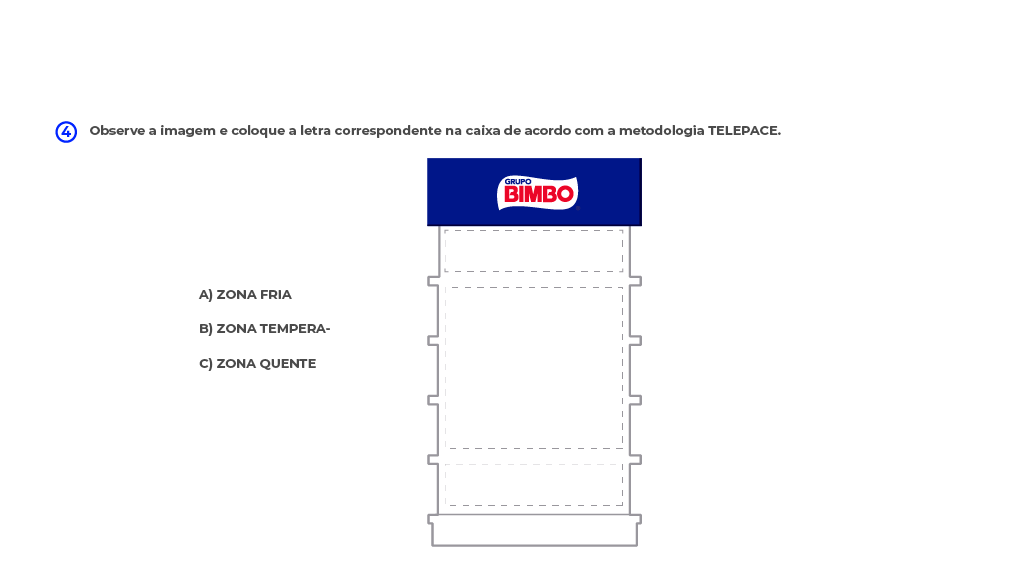 4 Observe a imagem e coloque a letra correspondente na caixa de acordo com a metodologia TELEPACE.
GRUPO
BIMBO
A) ZONA FRIA
B) ZONA TEMPERA-
C) ZONA QUENTE